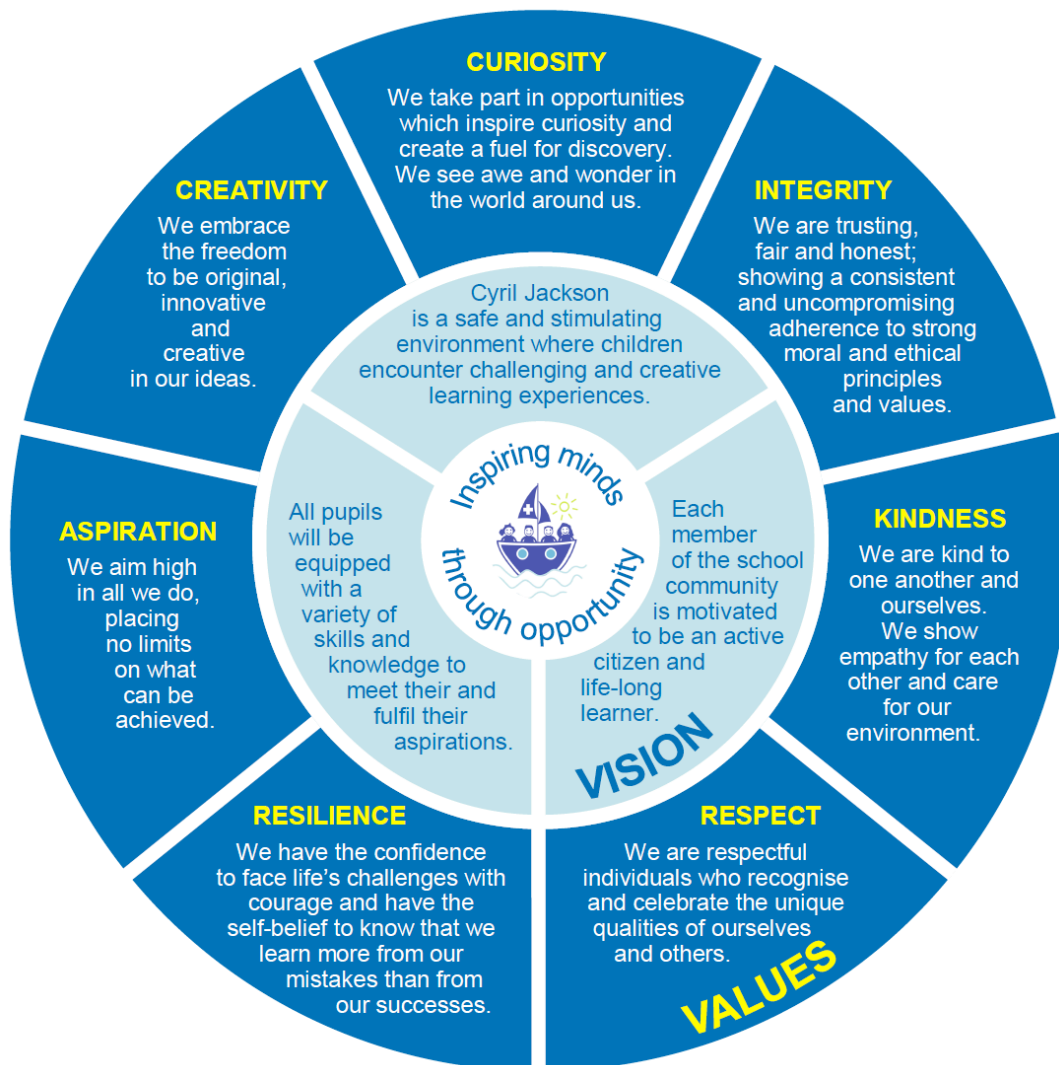 CURIOSITY
We take part in opportunities
which inspire curiosity and
create a fuel for discovery.
We see awe and wonder in
the world around us.
INTEGRITY
We are trusting,
fair and honest;
showing a consistent
and uncompromising
adherence to strong
moral and ethical
principles
and values.
KINDNESS
We are kind to
one another and
ourselves.
We show
empathy for each
other and care
for our
environment.
RESPECT
We are respectful
individuals who recognise
and celebrate the unique
qualities of ourselves
and others.
VALUES
RESILIENCE
We have the confidence
to face life’s challenges with
courage and have the
self-belief to know that we
learn more from our
mistakes than from
our successes.
ASPIRATION
We aim high
in all we do,
placing
no limits
on what
can be
achieved.
CREATIVITY
We embrace
the freedom
to be original,
innovative
and
creative
in our ideas.
Cyril Jackson
is a safe and stimulating
environment where children
encounter challenging and creative
learning experiences.
Each
member
of the school
community
is motivated
to be an active
citizen and
life-long
learner.
VISION
All pupils
will be
equipped
with a
variety of
skills and
knowledge to
meet their and
fulfil their
aspirations.
Inspiring minds
through opportunity